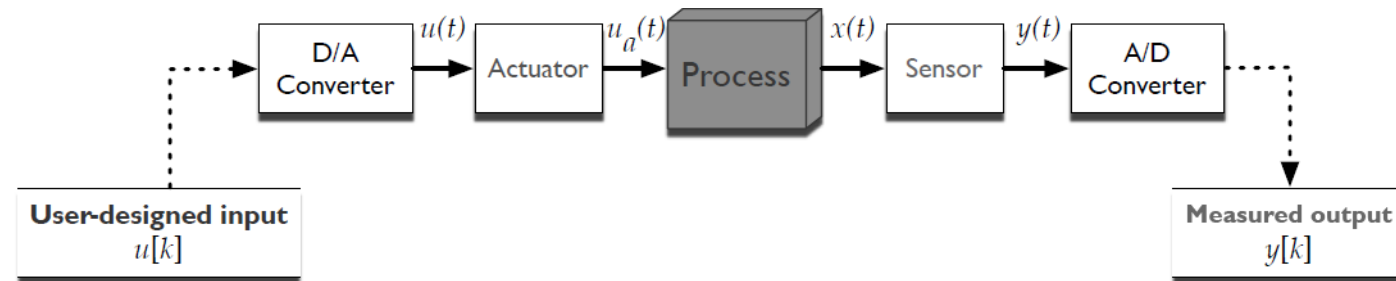 D/A
Converter
u(t)
Actuator
u_a(t)
Process
x(t)
Sensor
y(t)
A/D
Converter
User-designed input
u[k]
Measured output
y[k]